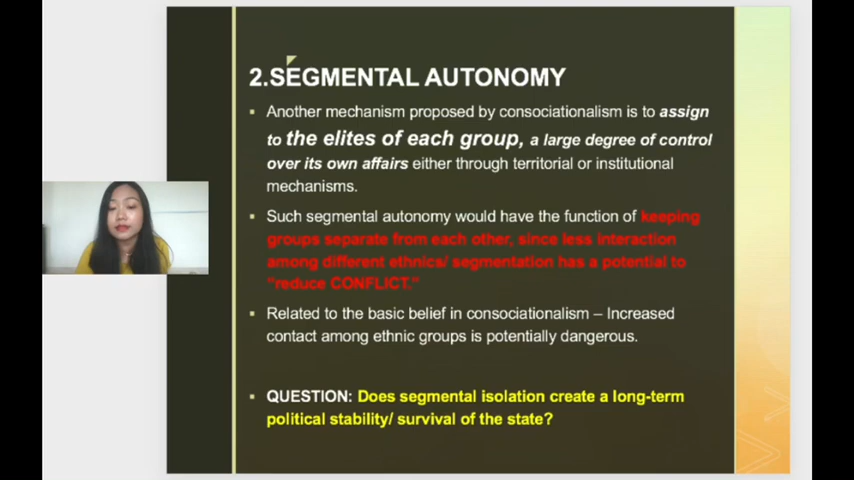 2.SEGMENTAL AUTONOMY
▪ Another mechanism proposed by consociationalism is to assign
to the elites of each group, a large degree of control
over its own affairs either through territorial or institutional
mechanisms.
▪ Such segmental autonomy would have the function of keeping
groups separate from each other, since less interaction
among different ethnics/ segmentation has a potential to
"reduce CONFLICT."
▪ Related to the basic belief in consociationalism – Increased
contact among ethnic groups is potentially dangerous.
▪ QUESTION: Does segmental isolation create a long-term
political stability/ survival of the state?